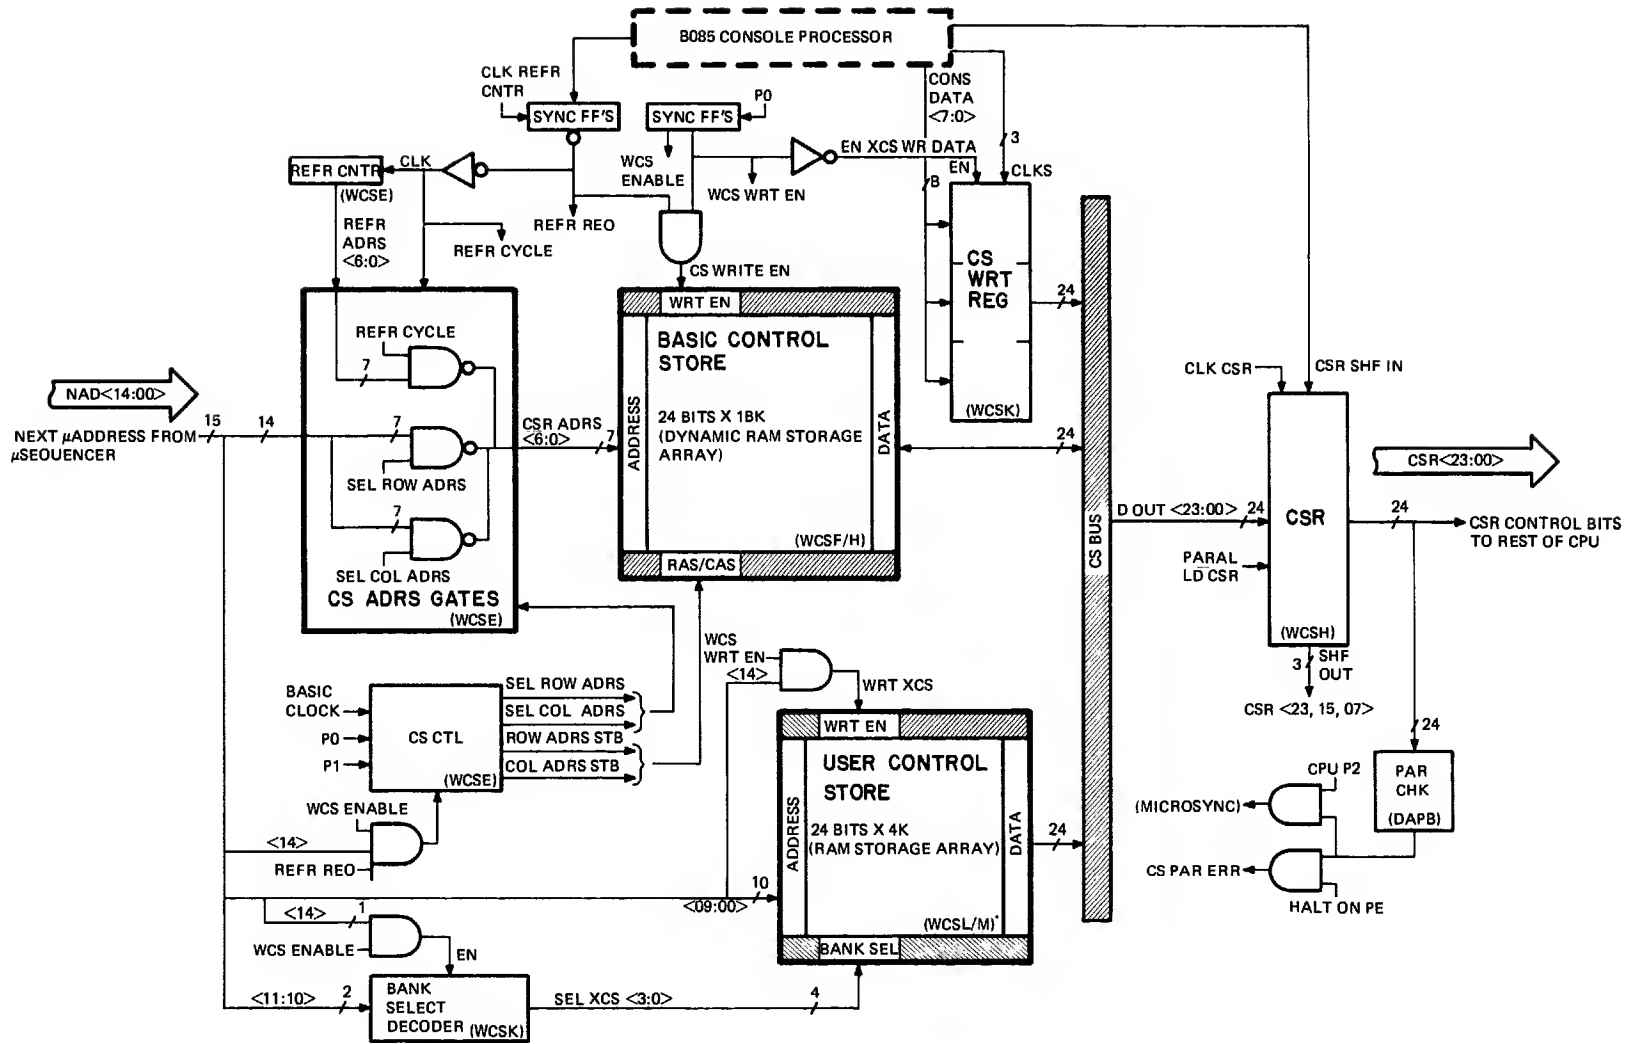 B085 CONSOLE PROCESSOR
CLK REFR
CNTR
SYNC FF'S
SYNC FF'S
P0
CONS
DATA
<7:0>
3
REFR CNTR
CLK
(WCSE)
WCS
ENABLE
WCS WRT EN
EN XCS WR DATA
EN
CLKS
8
REFR
ADRS
<6:0>
REFR CYCLE
REFR REO
CS WRITE EN
CS
WRT
REG
24
(WCSK)
REFR CYCLE
7
7
SEL ROW ADRS
7
SEL COL ADRS
CS ADRS GATES
(WCSE)
WRT EN
BASIC CONTROL
STORE
24 BITS X 1BK
(DYNAMIC RAM STORAGE
ARRAY)
ADDRESS
DATA
(WCSF/H)
RAS/CAS
NAD<14:00>
15
14
NEXT μADDRESS FROM
μSEQUENCER
CSR ADRS
<6:0>
7
24
CS BUS
CLK CSR
CSR SHF IN
CSR<23:00>
D OUT <23:00>
24
CSR
24
CSR CONTROL BITS
TO REST OF CPU
PARAL
LD CSR
(WCSH)
3
SHF
OUT
CSR <23, 15, 07>
24
BASIC
CLOCK
P0
P1
CS CTL
(WCSE)
SEL ROW ADRS
SEL COL ADRS
ROW ADRS STB
COL ADRS STB
WCS
WRT EN
<14>
WRT XCS
WCS ENABLE
<14>
REFR REO
WRT EN
USER CONTROL
STORE
24 BITS X 4K
(RAM STORAGE ARRAY)
ADDRESS
DATA
24
(WCSL/M)*
BANK SEL
10
<09:00>
<14>
1
WCS ENABLE
EN
<11:10>
2
BANK
SELECT
DECODER
(WCSK)
SEL XCS <3:0>
4
CPU P2
(MICROSYNC)
PAR
CHK
(DAPB)
CS PAR ERR
HALT ON PE